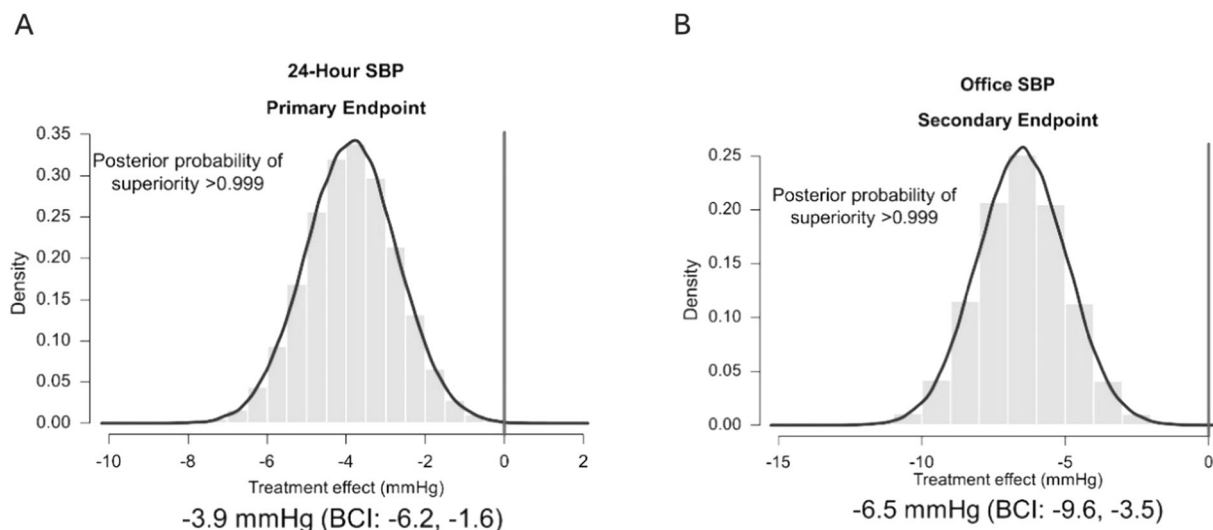 A
24-Hour SBP
Primary Endpoint
0.35
0.30
0.25
0.20
0.15
0.10
0.05
0.00
Density
Posterior probability of
superiority >0.999
-10 -8 -6 -4 -2 0 2
Treatment effect (mmHg)
-3.9 mmHg (BCI: -6.2, -1.6)
B
Office SBP
Secondary Endpoint
0.25
0.20
0.15
0.10
0.05
0.00
Density
Posterior probability of
superiority >0.999
-15 -10 -5 0
Treatment effect (mmHg)
-6.5 mmHg (BCI: -9.6, -3.5)